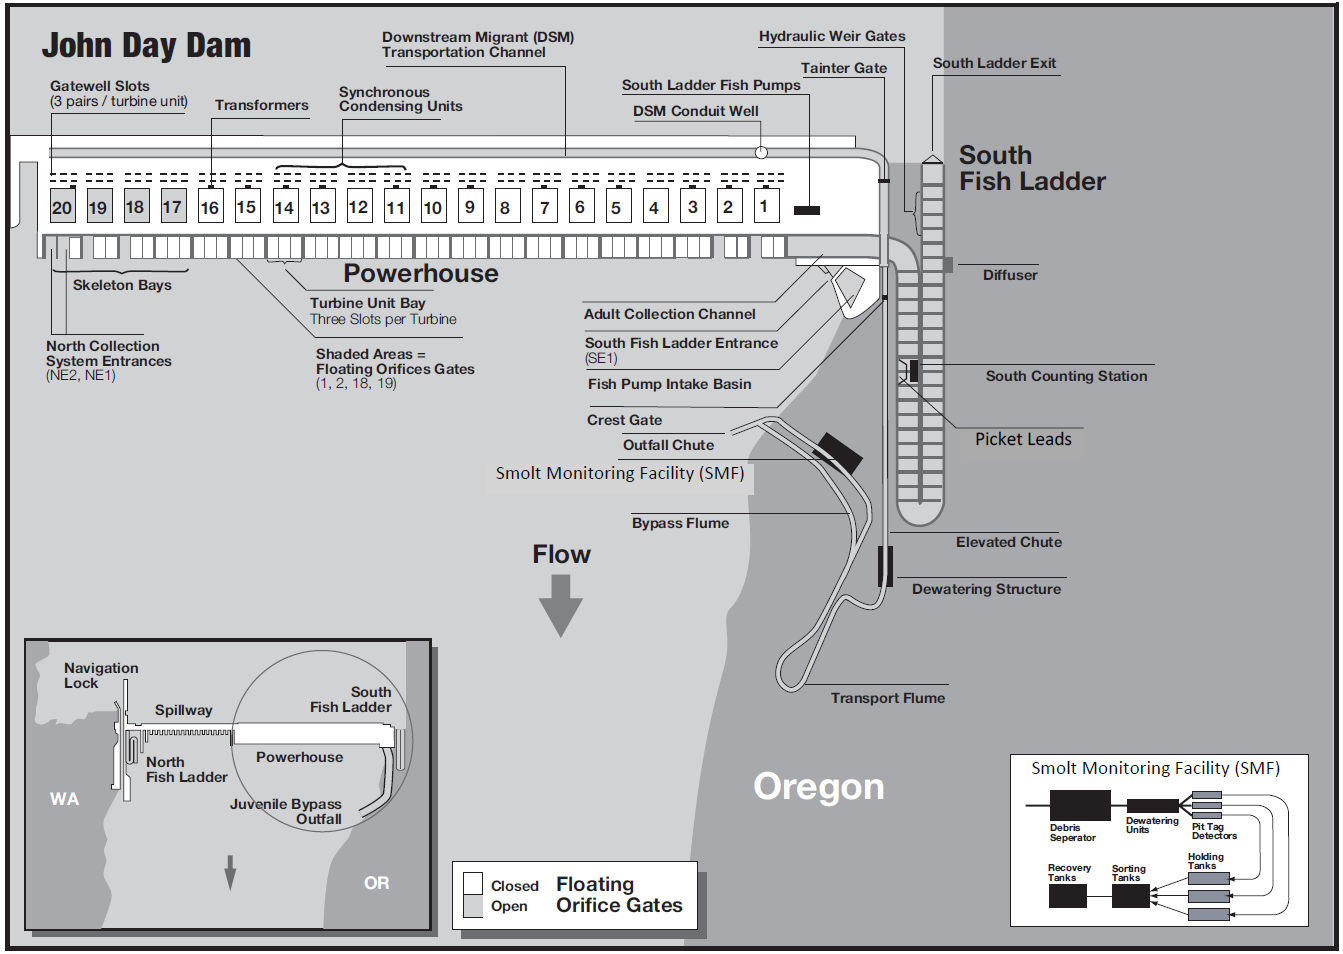 John Day Dam
Downstream Migrant (DSM)
Transportation Channel
Hydraulic Weir Gates
Tainter Gate
South Ladder Exit
Gatewell Slots
(3 pairs / turbine unit)
Transformers
Synchronous
Condensing Units
South Ladder Fish Pumps
DSM Conduit Well
South
Fish Ladder
20 19 18 17 16 15 14 13 12 11 10 9 8 7 6 5 4 3 2 1
Skeleton Bays
Powerhouse
Diffuser
Turbine Unit Bay
Three Slots per Turbine
Adult Collection Channel
North Collection
System Entrances
(NE2, NE1)
Shaded Areas =
Floating Orifices Gates
(1, 2, 18, 19)
South Fish Ladder Entrance
(SE1)
Fish Pump Intake Basin
South Counting Station
Crest Gate
Outfall Chute
Picket Leads
Smolt Monitoring Facility (SMF)
Bypass Flume
Elevated Chute
Flow
Dewatering Structure
Transport Flume
Oregon
Navigation
Lock
Spillway
South
Fish Ladder
North
Fish Ladder
Powerhouse
WA
Juvenile Bypass
Outfall
OR
Closed
Open
Floating
Orifice Gates
Smolt Monitoring Facility (SMF)
Debris
Seperator
Dewatering
Units
Pit Tag
Detectors
Recovery
Tanks
Sorting
Tanks
Holding
Tanks